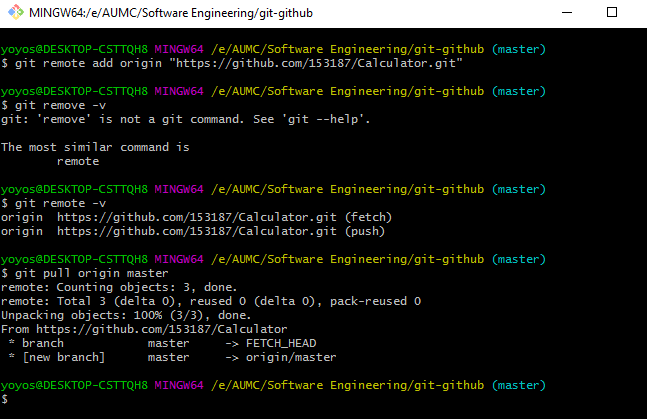 MINGW64:/e/AUMC/Software Engineering/git-github
yoyos@DESKTOP-CSTTQH8 MINGW64 /e/AUMC/Software Engineering/git-github (master)
$ git remote add origin "https://github.com/153187/Calculator.git"
yoyos@DESKTOP-CSTTQH8 MINGW64 /e/AUMC/Software Engineering/git-github (master)
$ git remove -v
git: 'remove' is not a git command. See 'git --help'.
The most similar command is
remote
yoyos@DESKTOP-CSTTQH8 MINGW64 /e/AUMC/Software Engineering/git-github (master)
$ git remote -v
origin  https://github.com/153187/Calculator.git (fetch)
origin  https://github.com/153187/Calculator.git (push)
yoyos@DESKTOP-CSTTQH8 MINGW64 /e/AUMC/Software Engineering/git-github (master)
$ git pull origin master
remote: Counting objects: 3, done.
remote: Total 3 (delta 0), reused 0 (delta 0), pack-reused 0
Unpacking objects: 100% (3/3), done.
From https://github.com/153187/Calculator
 * branch            master     -> FETCH_HEAD
 * [new branch]      master     -> origin/master
yoyos@DESKTOP-CSTTQH8 MINGW64 /e/AUMC/Software Engineering/git-github (master)
$